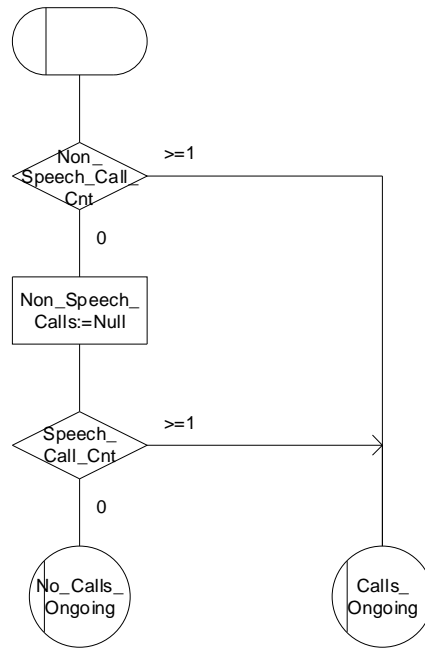 Non_
Speech_Call_
Cnt
>=1
0
Non_Speech_
Calls:=Null
Speech_
Call_Cnt
>=1
0
No_Calls_
Ongoing
Calls_
Ongoing